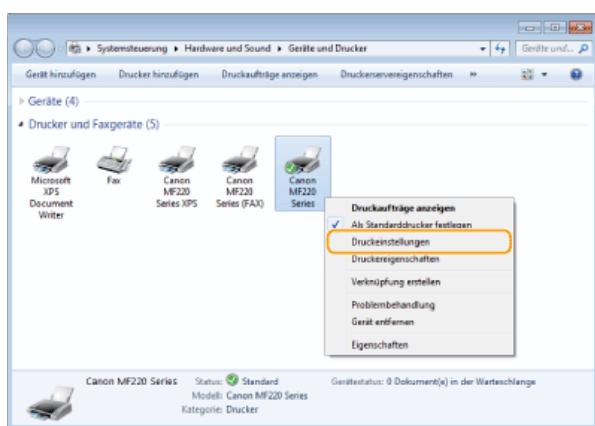 Systemsteuerung ▸ Hardware und Sound ▸ Geräte und Drucker
Geräte und...
Gerät hinzufügen Drucker hinzufügen Druckaufträge anzeigen Druckerservereigenschaften »
Geräte (4)
Drucker und Faxgeräte (5)
Microsoft
XPS
Document
Writer
Fax
Canon
MF220
Series XPS
Canon
MF220
Series (FAX)
Canon
MF220
Series
Druckaufträge anzeigen
Als Standarddrucker festlegen
Druckeinstellungen
Druckereigenschaften
Verknüpfung erstellen
Problembehandlung
Gerät entfernen
Eigenschaften
Canon MF220 Series Status: Standard Gerätestatus: 0 Dokument(e) in der Warteschlange
Modell: Canon MF220 Series
Kategorie: Drucker